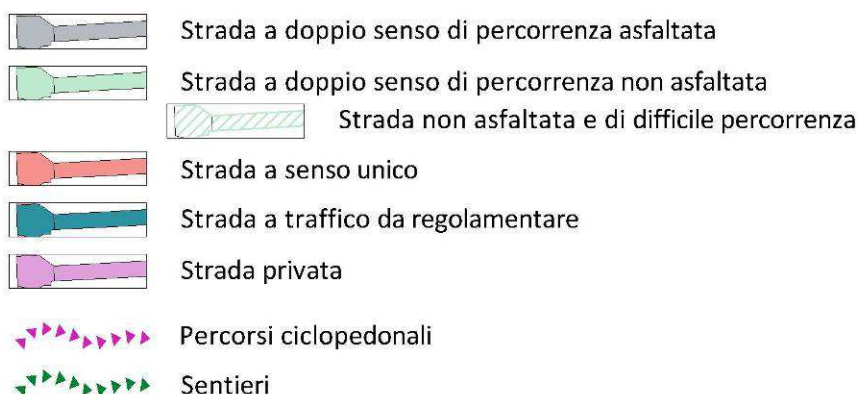 Strada a doppio senso di percorrenza asfaltata
Strada a doppio senso di percorrenza non asfaltata
Strada non asfaltata e di difficile percorrenza
Strada a senso unico
Strada a traffico da regolamentare
Strada privata
Percorsi ciclopedonali
Sentieri